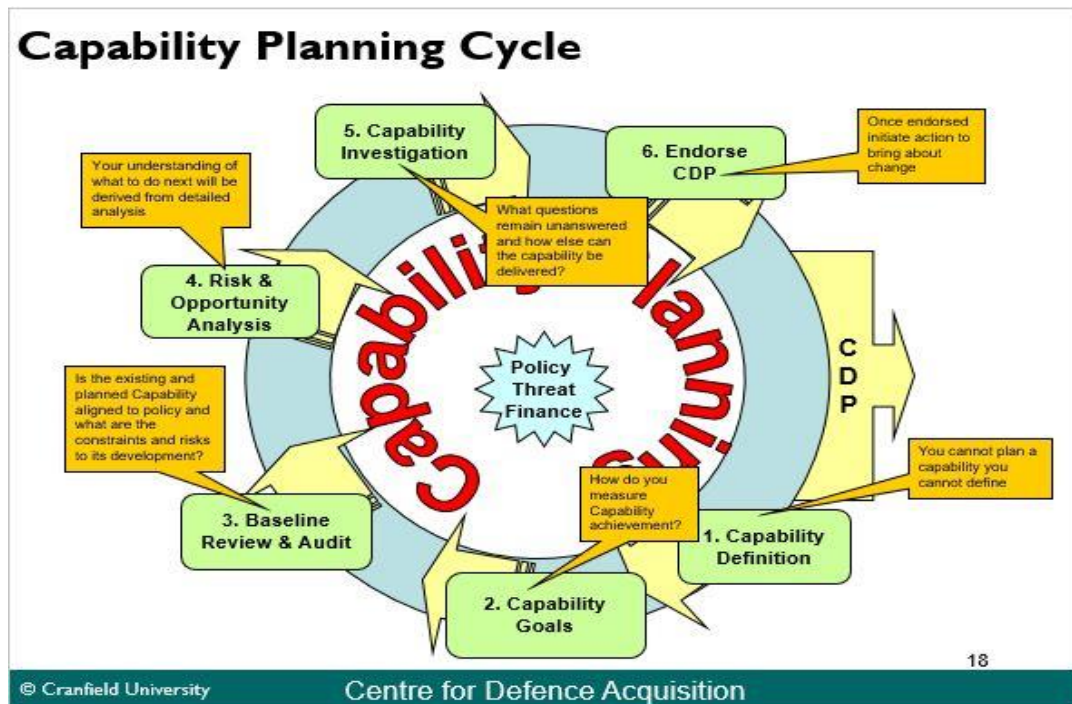 Capability Planning Cycle
5. Capability
Investigation
6. Endorse
CDP
Once endorsed
initiate action to
bring about
change
Your understanding of
what to do next will be
derived from detailed
analysis
What questions
remain unanswered
and how else can
the capability be
delivered?
4. Risk &
Opportunity
Analysis
Capability Planning
Policy
Threat
Finance
C
D
P
Is the existing and
planned Capability
aligned to policy and
what are the
constraints and risks
to its development?
You cannot plan a
capability you
cannot define
How do you
measure
Capability
achievement?
3. Baseline
Review & Audit
1. Capability
Definition
2. Capability
Goals
18
© Cranfield University
Centre for Defence Acquisition